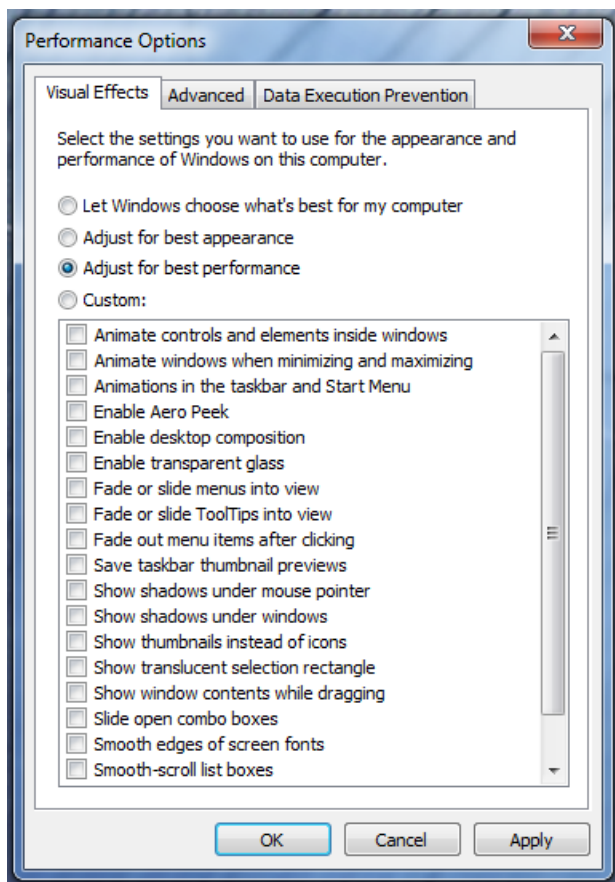 Performance Options
Visual Effects
Advanced
Data Execution Prevention
Select the settings you want to use for the appearance and
performance of Windows on this computer.
Let Windows choose what's best for my computer
Adjust for best appearance
Adjust for best performance
Custom:
Animate controls and elements inside windows
Animate windows when minimizing and maximizing
Animations in the taskbar and Start Menu
Enable Aero Peek
Enable desktop composition
Enable transparent glass
Fade or slide menus into view
Fade or slide ToolTips into view
Fade out menu items after clicking
Save taskbar thumbnail previews
Show shadows under mouse pointer
Show shadows under windows
Show thumbnails instead of icons
Show translucent selection rectangle
Show window contents while dragging
Slide open combo boxes
Smooth edges of screen fonts
Smooth-scroll list boxes
OK
Cancel
Apply